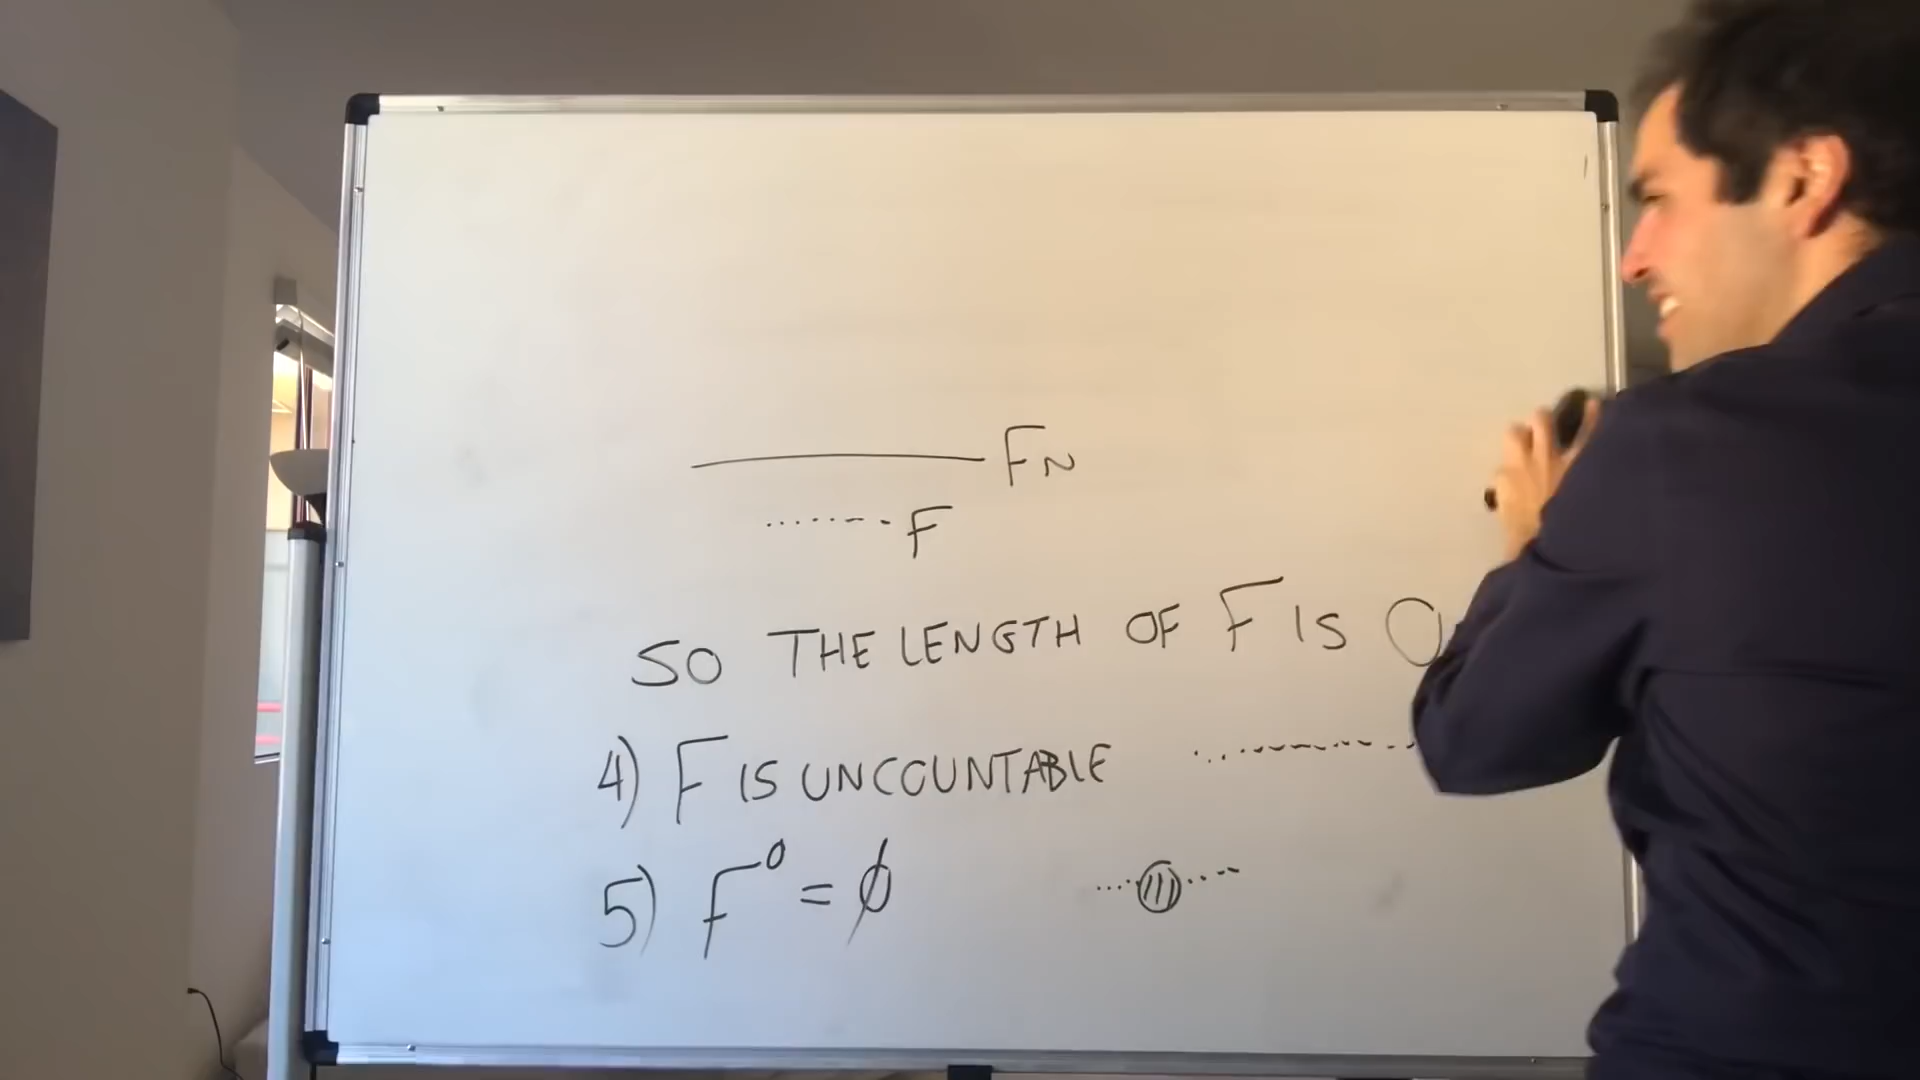 FN
F
SO THE LENGTH OF F IS 0
4) F IS UNCOUNTABLE
5) F° = ∅